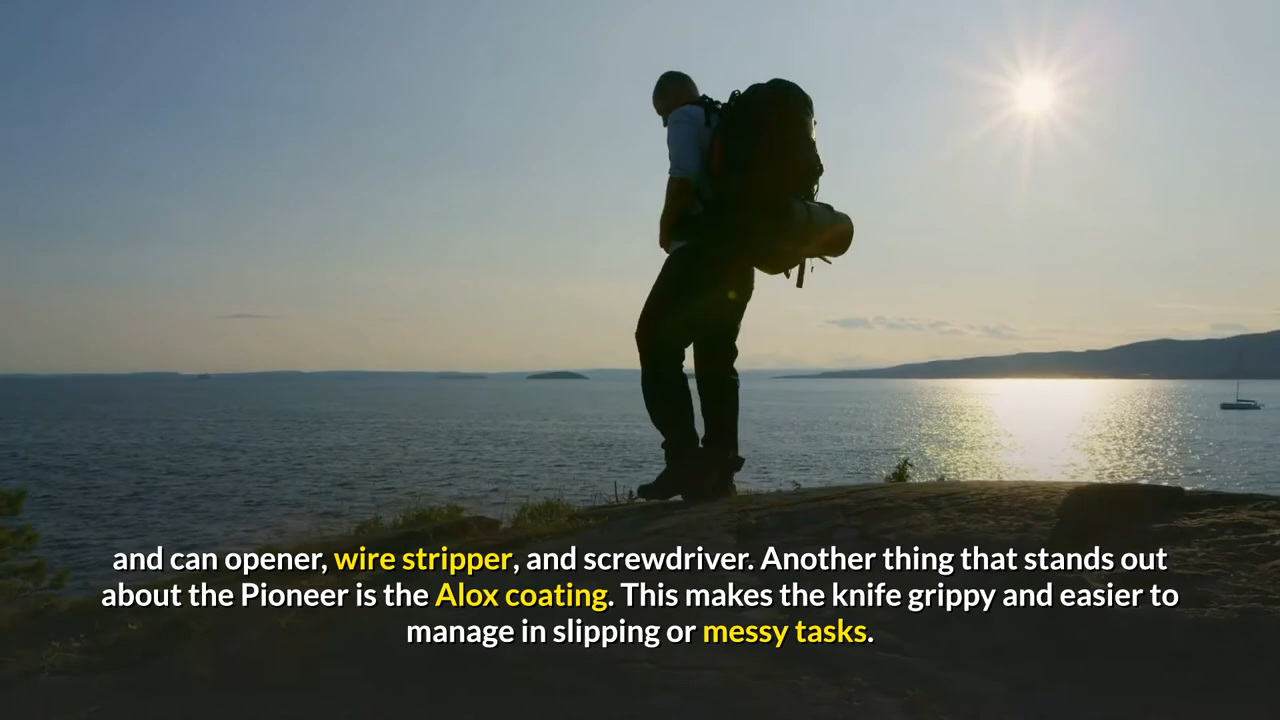 and can opener, wire stripper, and screwdriver. Another thing that stands out
about the Pioneer is the Alox coating. This makes the knife grippy and easier to
manage in slipping or messy tasks.